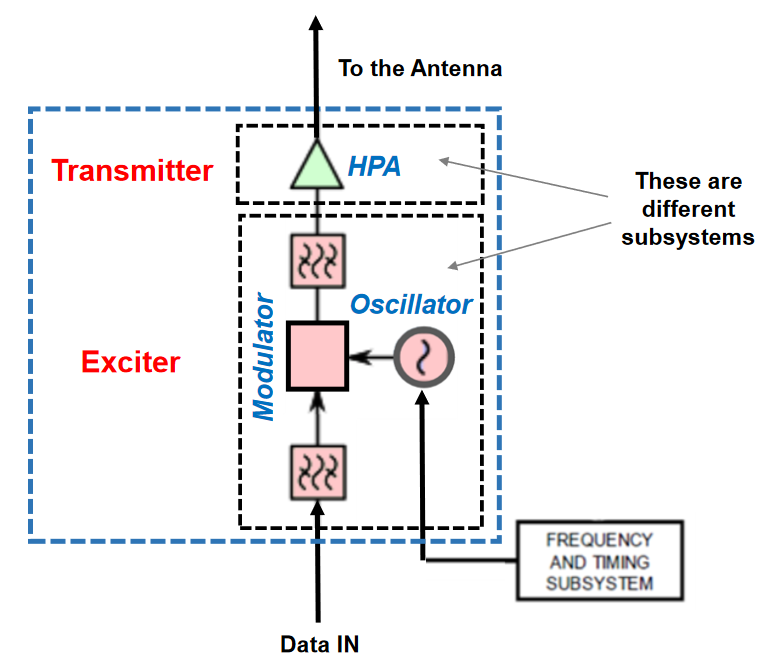 To the Antenna
Transmitter
HPA
These are
different
subsystems
Oscillator
Modulator
Exciter
FREQUENCY
AND TIMING
SUBSYSTEM
Data IN